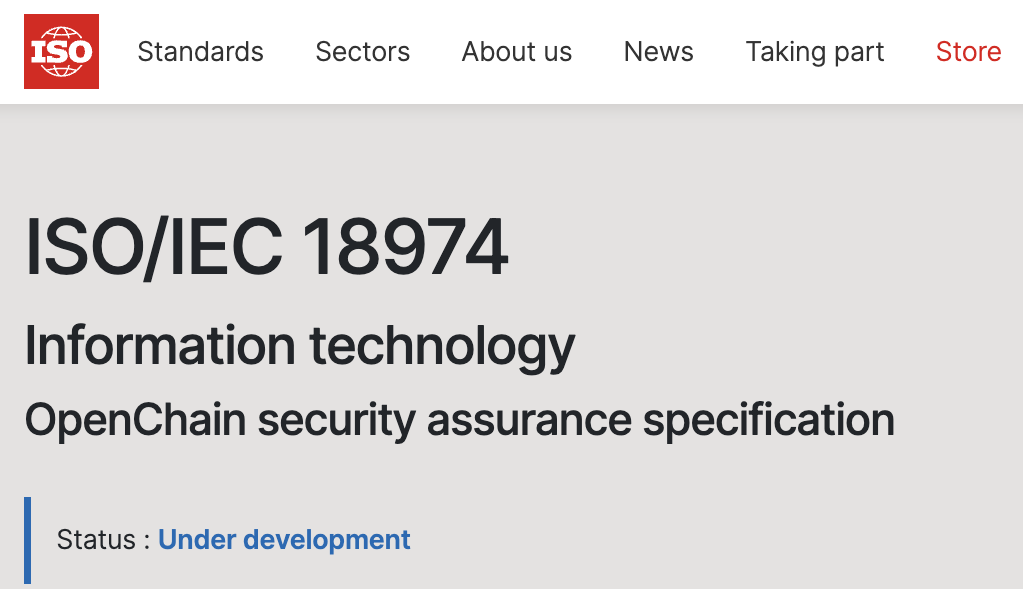 ISO Standards Sectors About us News Taking part Store
ISO/IEC 18974
Information technology
OpenChain security assurance specification
Status : Under development